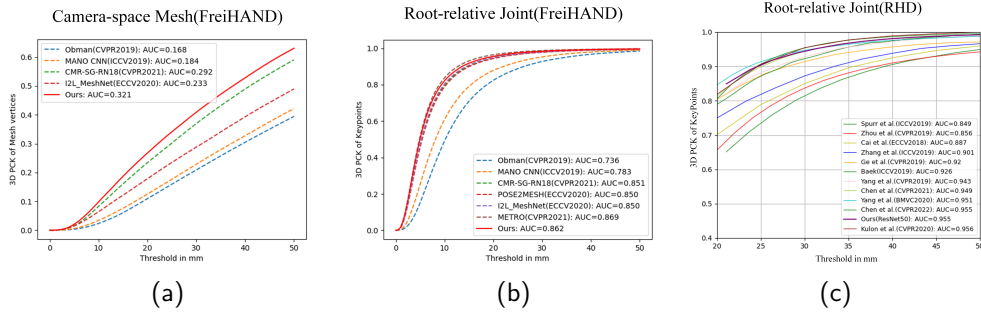 Camera-space Mesh(FreiHAND)
3D PCK of Mesh vertices
0.6
0.5
0.4
0.3
0.2
0.1
0.0
Obman(CVPR2019): AUC=0.168
MANO CNN(ICCV2019): AUC=0.184
CMR-SG-RN18(CVPR2021): AUC=0.292
I2L_MeshNet(ECCV2020): AUC=0.233
Ours: AUC=0.321
0 10 20 30 40 50
Threshold in mm
(a)
Root-relative Joint(FreiHAND)
3D PCK of Keypoints
1.0
0.8
0.6
0.4
0.2
0.0
Obman(CVPR2019): AUC=0.736
MANO CNN(ICCV2019): AUC=0.783
CMR-SG-RN18(CVPR2021): AUC=0.851
POSE2MESH(ECCV2020): AUC=0.850
I2L_MeshNet(ECCV2020): AUC=0.850
METRO(CVPR2021): AUC=0.869
Ours: AUC=0.862
0 10 20 30 40 50
Threshold in mm
(b)
Root-relative Joint(RHD)
3D PCK of KeyPoints
1.0
0.9
0.8
0.7
0.6
0.5
0.4
Spurr et al.(ICCV2019): AUC=0.849
Zhou et al.(CVPR2019): AUC=0.856
Cai et al.(ECCV2018): AUC=0.887
Zhang et al.(ICCV2019): AUC=0.901
Ge et al.(CVPR2019): AUC=0.92
Baek(ICCV2019): AUC=0.926
Yang et al.(CVPR2019): AUC=0.943
Chen et al.(CVPR2021): AUC=0.949
Yang et al.(BMVC2020): AUC=0.951
Chen et al.(CVPR2022): AUC=0.955
Ours(ResNet50): AUC=0.955
Kulon et al.(CVPR2020): AUC=0.956
20 25 30 35 40 45 50
Threshold in mm
(c)